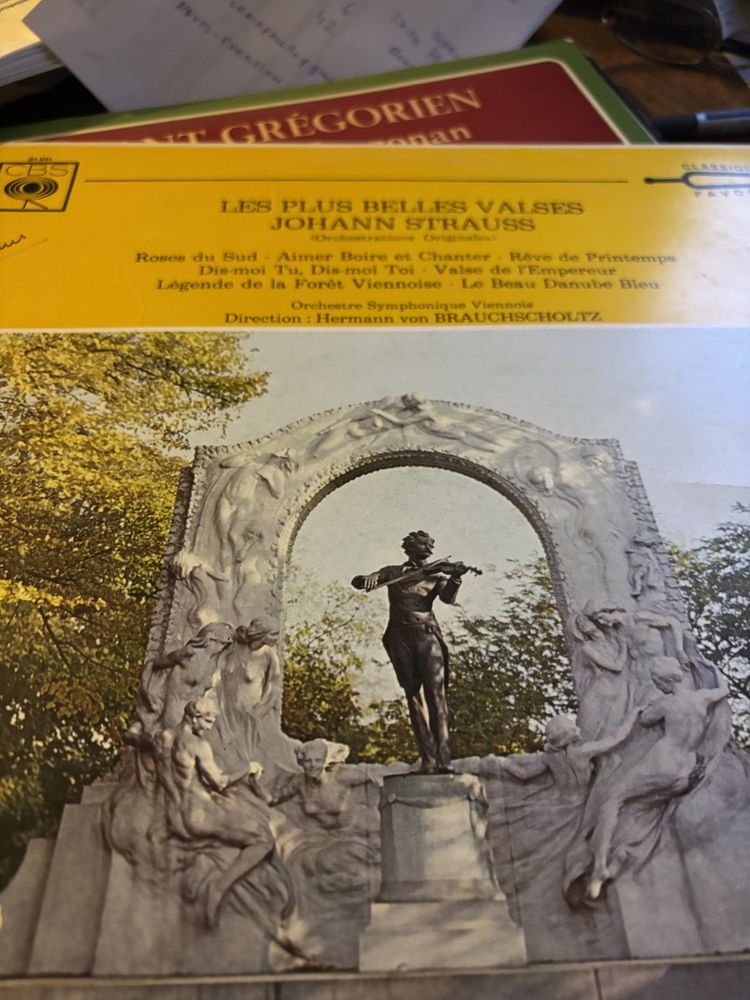 GRÉGORIEN
CBS
CLASSIQU
FAVO
LES PLUS BELLES VALSES
JOHANN STRAUSS
(Orchestrations Originales)
Roses du Sud - Aimer Boire et Chanter - Rêve de Printemps
Dis-moi Tu, Dis-moi Toi - Valse de l'Empereur
Légende de la Forêt Viennoise - Le Beau Danube Bleu
Orchestre Symphonique Viennois
Direction : Hermann von BRAUCHSCHOLTZ